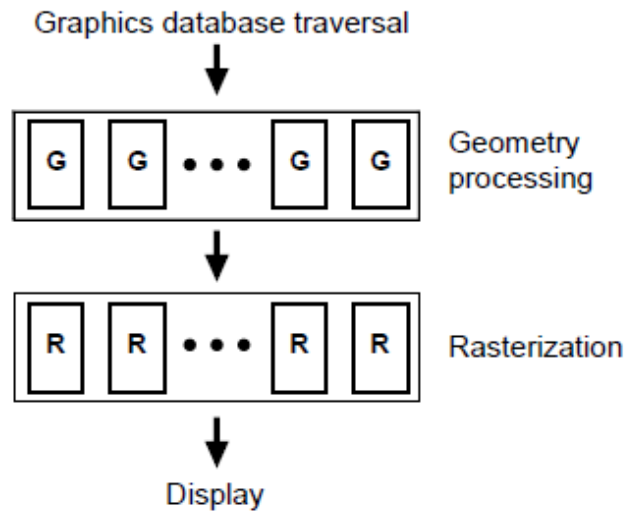 Graphics database traversal
G G G G
Geometry
processing
R R R R
Rasterization
Display